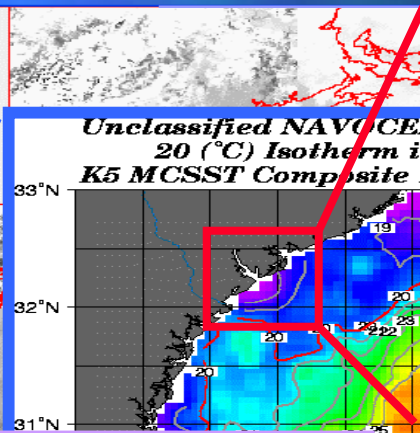 Unclassified NAVOCE
20 (°C) Isotherm i
K5 MCSST Composite
33°N
19
32°N
20
20
23
22
20
20
31°N
25